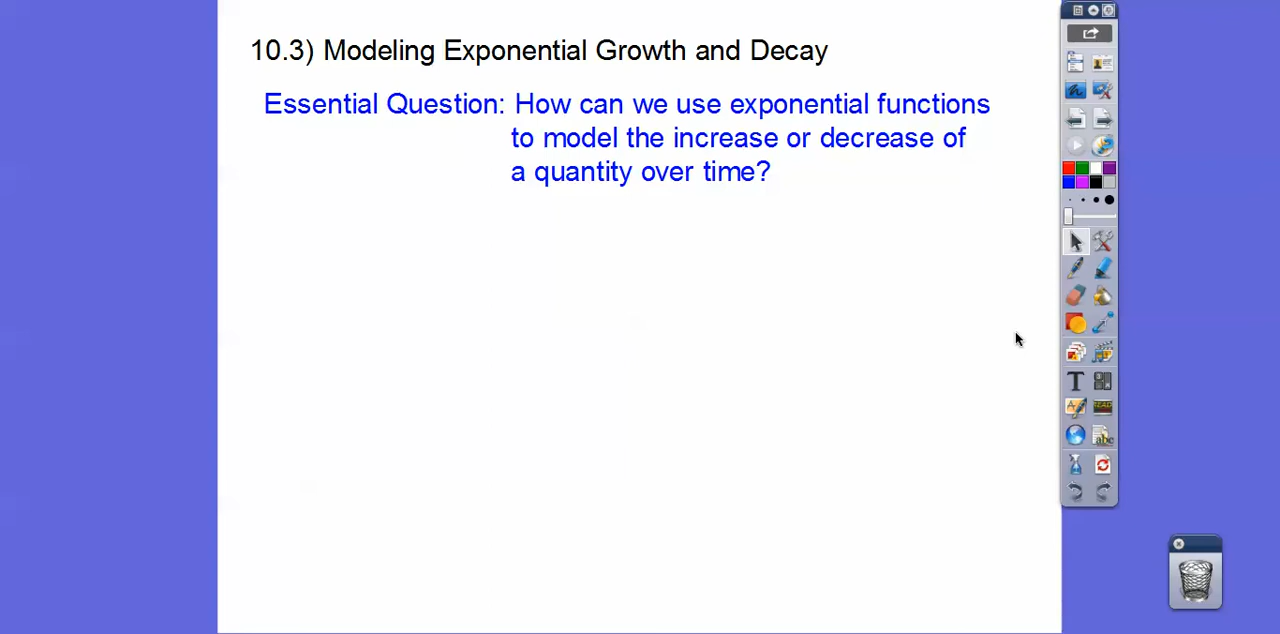 10.3) Modeling Exponential Growth and Decay
Essential Question: How can we use exponential functions
to model the increase or decrease of
a quantity over time?